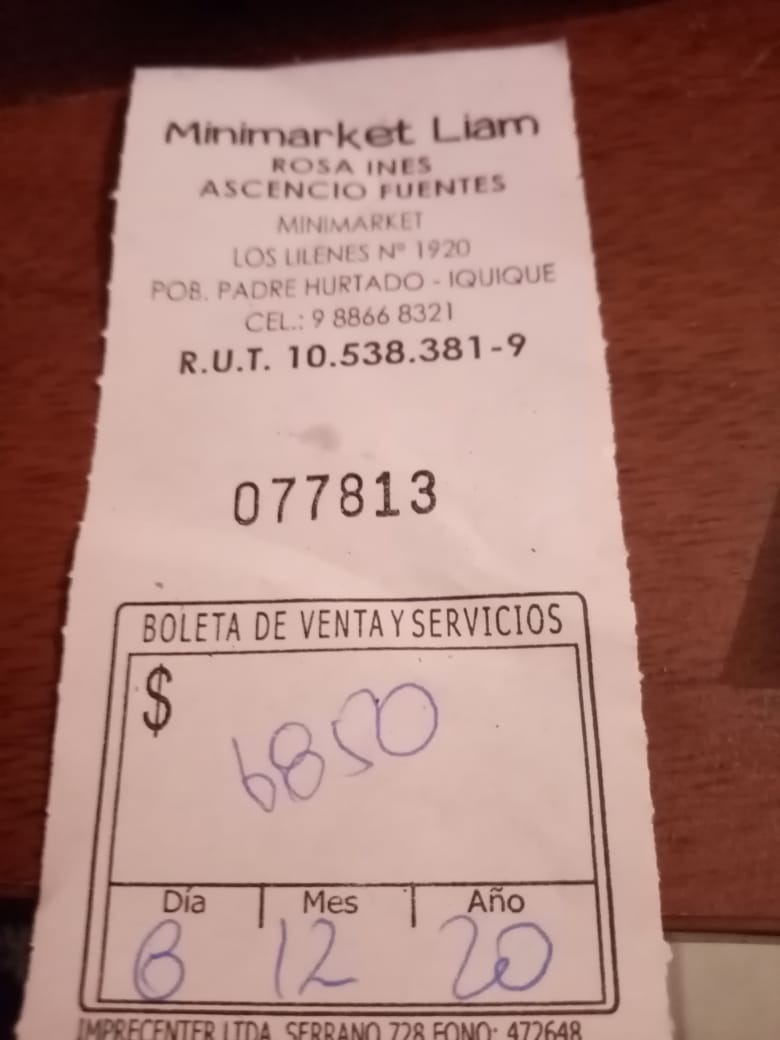 Minimarket Liam
ROSA INES
ASCENCIO FUENTES
MINIMARKET
LOS LILENES Nº 1920
POB. PADRE HURTADO - IQUIQUE
CEL.: 9 8866 8321
R.U.T. 10.538.381-9
077813
BOLETA DE VENTA Y SERVICIOS
$
6850
Día Mes Año
6 12 20
IMPRECENTER LTDA. SERRANO 728 FONO: 472648